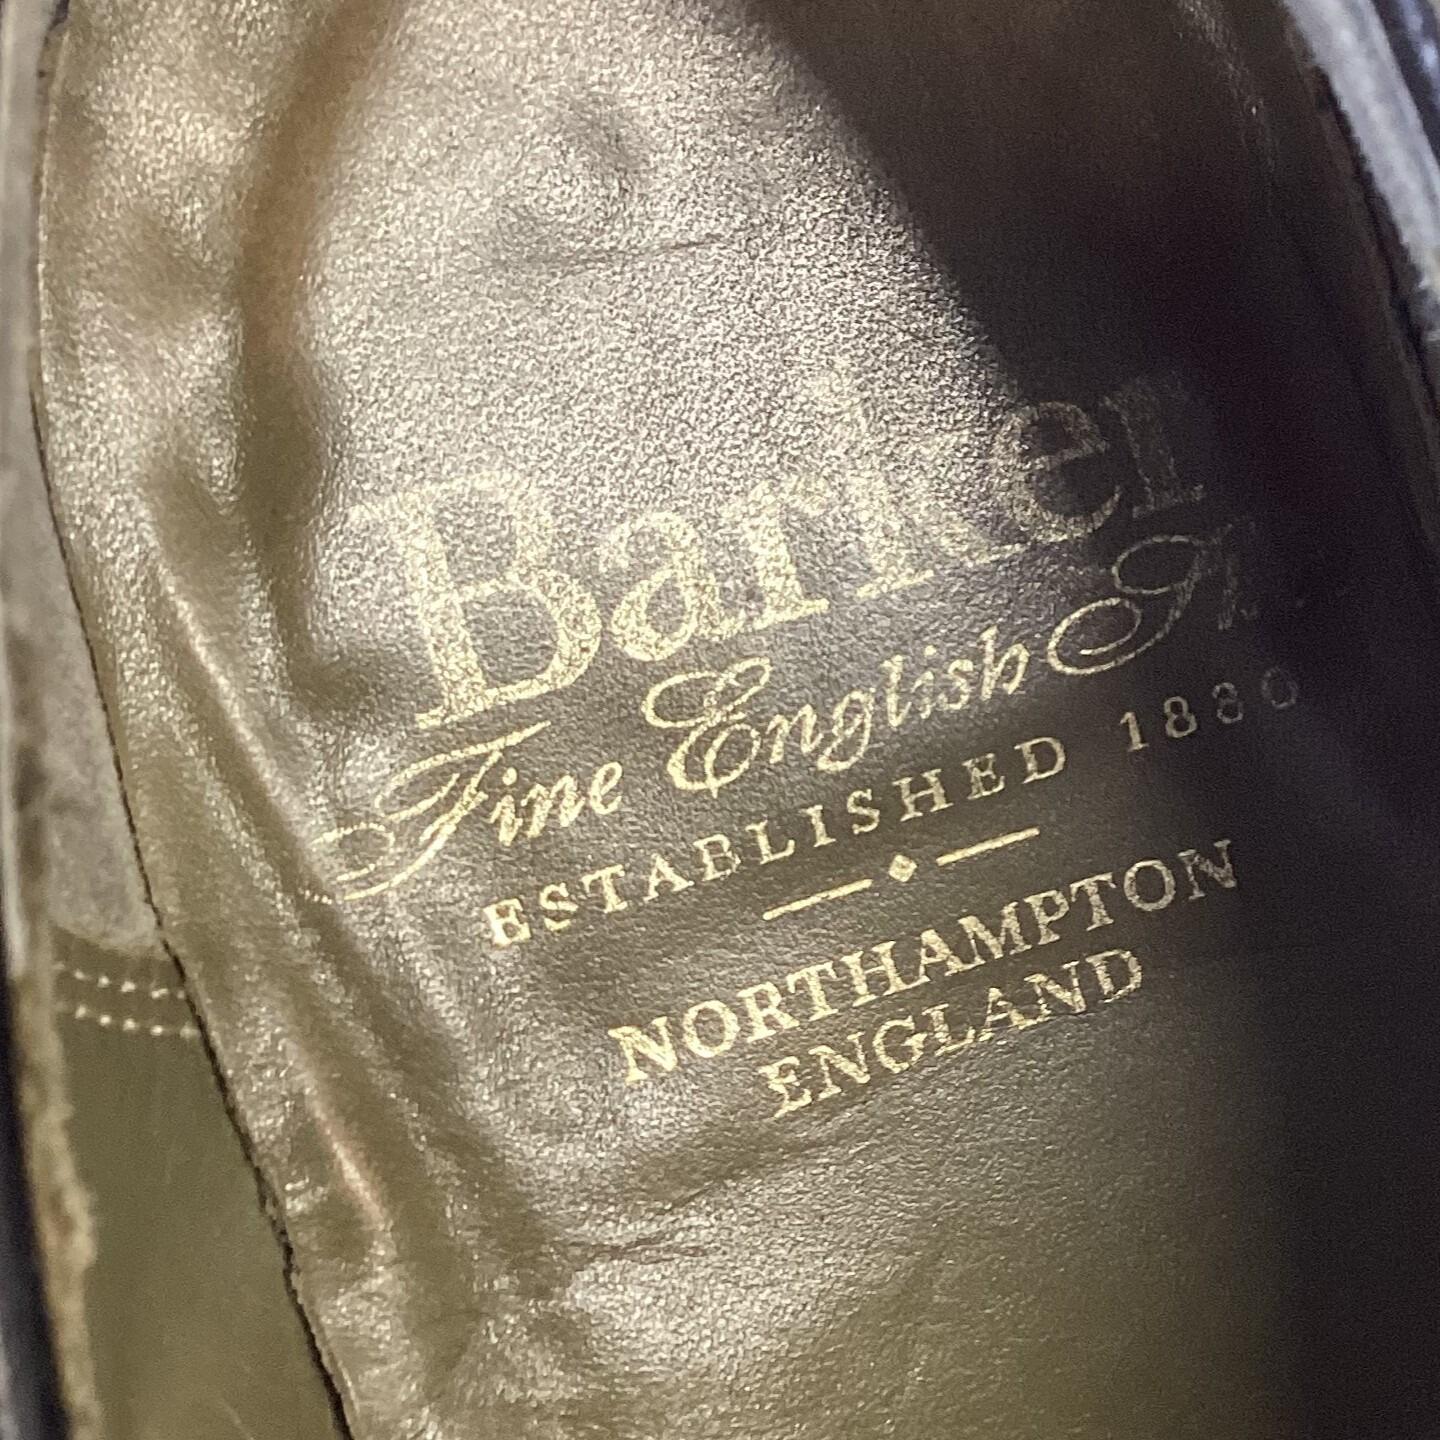 Barker
Fine English
ESTABLISHED 1880
NORTHAMPTON
ENGLAND